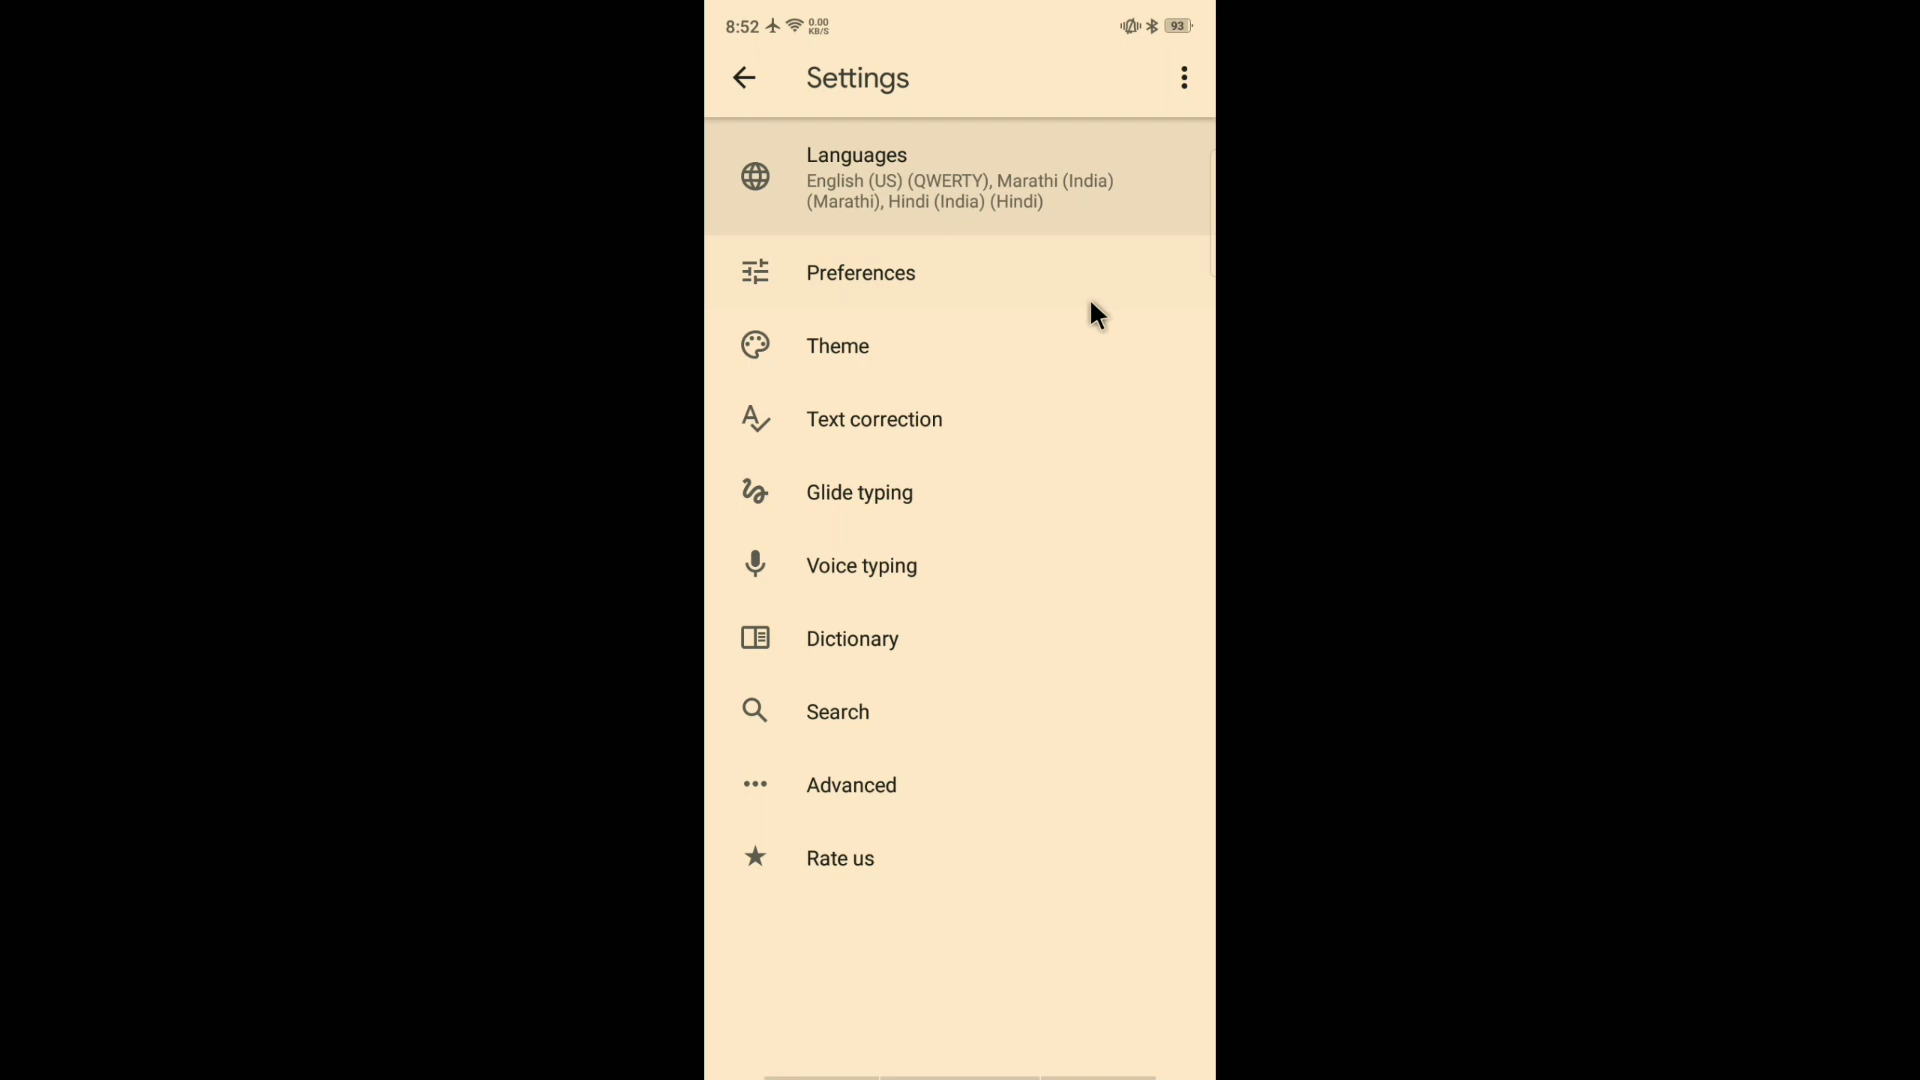 8:52 0.00 KB/S 93
Settings
Languages
English (US) (QWERTY), Marathi (India)
(Marathi), Hindi (India) (Hindi)
Preferences
Theme
Text correction
Glide typing
Voice typing
Dictionary
Search
Advanced
Rate us